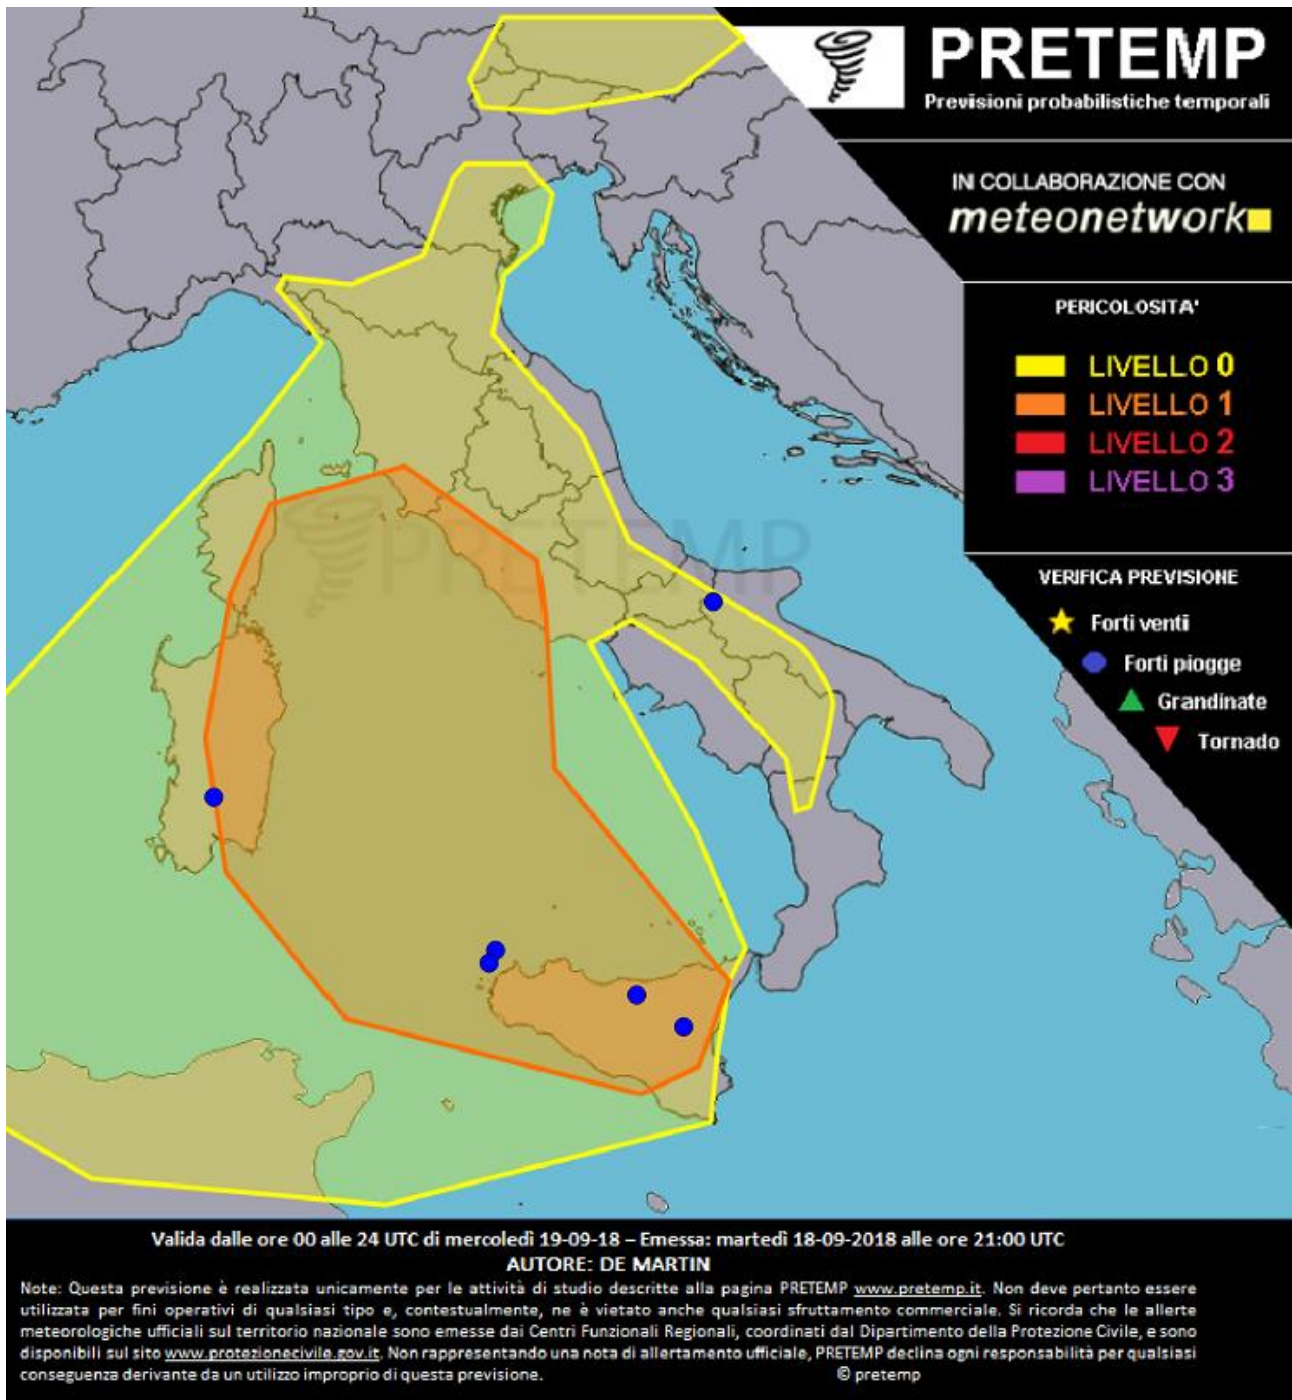 PRETEMP
Previsioni probabilistiche temporali
IN COLLABORAZIONE CON
meteonetwork
PERICOLOSITA'
LIVELLO 0
LIVELLO 1
LIVELLO 2
LIVELLO 3
PRETEMP
VERIFICA PREVISIONE
Forti venti
Forti piogge
Grandinate
Tornado
Valida dalle ore 00 alle 24 UTC di mercoledì 19-09-18 – Emessa: martedì 18-09-2018 alle ore 21:00 UTC
AUTORE: DE MARTIN
Note: Questa previsione è realizzata unicamente per le attività di studio descritte alla pagina PRETEMP www.pretemp.it. Non deve pertanto essere
utilizzata per fini operativi di qualsiasi tipo e, contestualmente, ne è vietato anche qualsiasi sfruttamento commerciale. Si ricorda che le allerte
meteorologiche ufficiali sul territorio nazionale sono emesse dai Centri Funzionali Regionali, coordinati dal Dipartimento della Protezione Civile, e sono
disponibili sul sito www.protezionecivile.gov.it. Non rappresentando una nota di allertamento ufficiale, PRETEMP declina ogni responsabilità per qualsiasi
conseguenza derivante da un utilizzo improprio di questa previsione. © pretemp